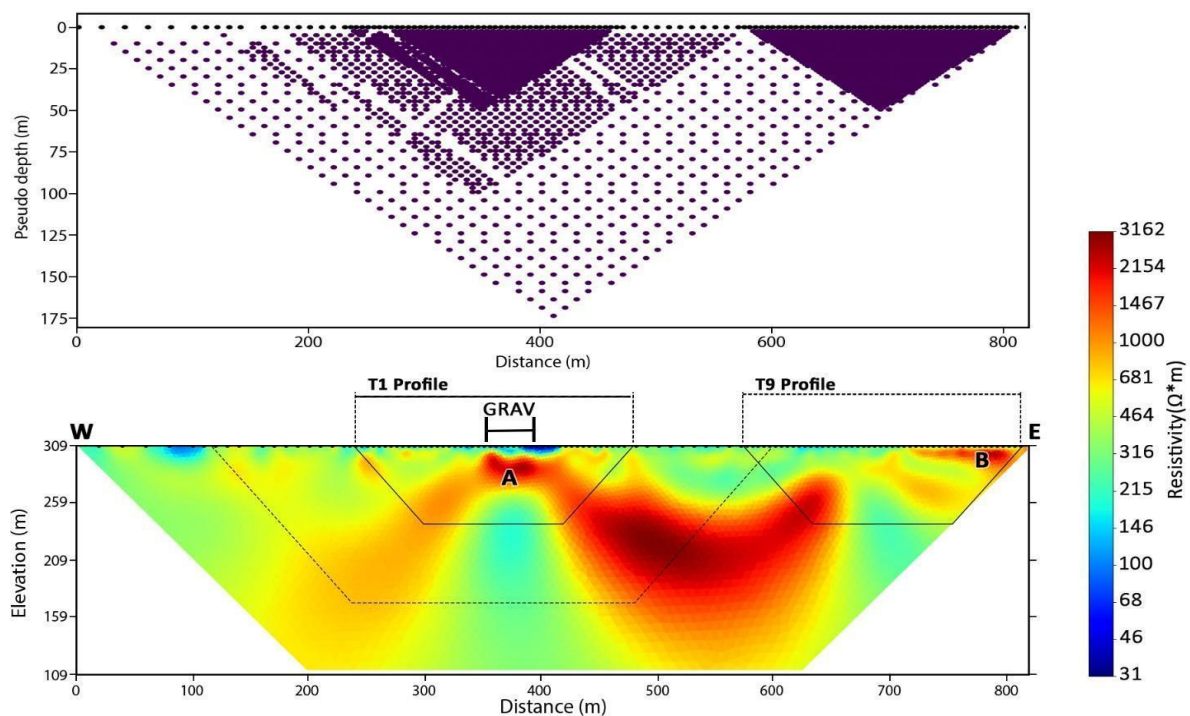 0
25
50
75
100
125
150
175
Pseudo depth (m)
0 200 400 600 800
Distance (m)
T1 Profile
T9 Profile
GRAV
W
E
A
B
309
259
209
159
109
Elevation (m)
0 100 200 300 400 500 600 700 800
Distance (m)
3162
2154
1467
1000
681
464
316
215
146
100
68
46
31
Resistivity(Ω*m)